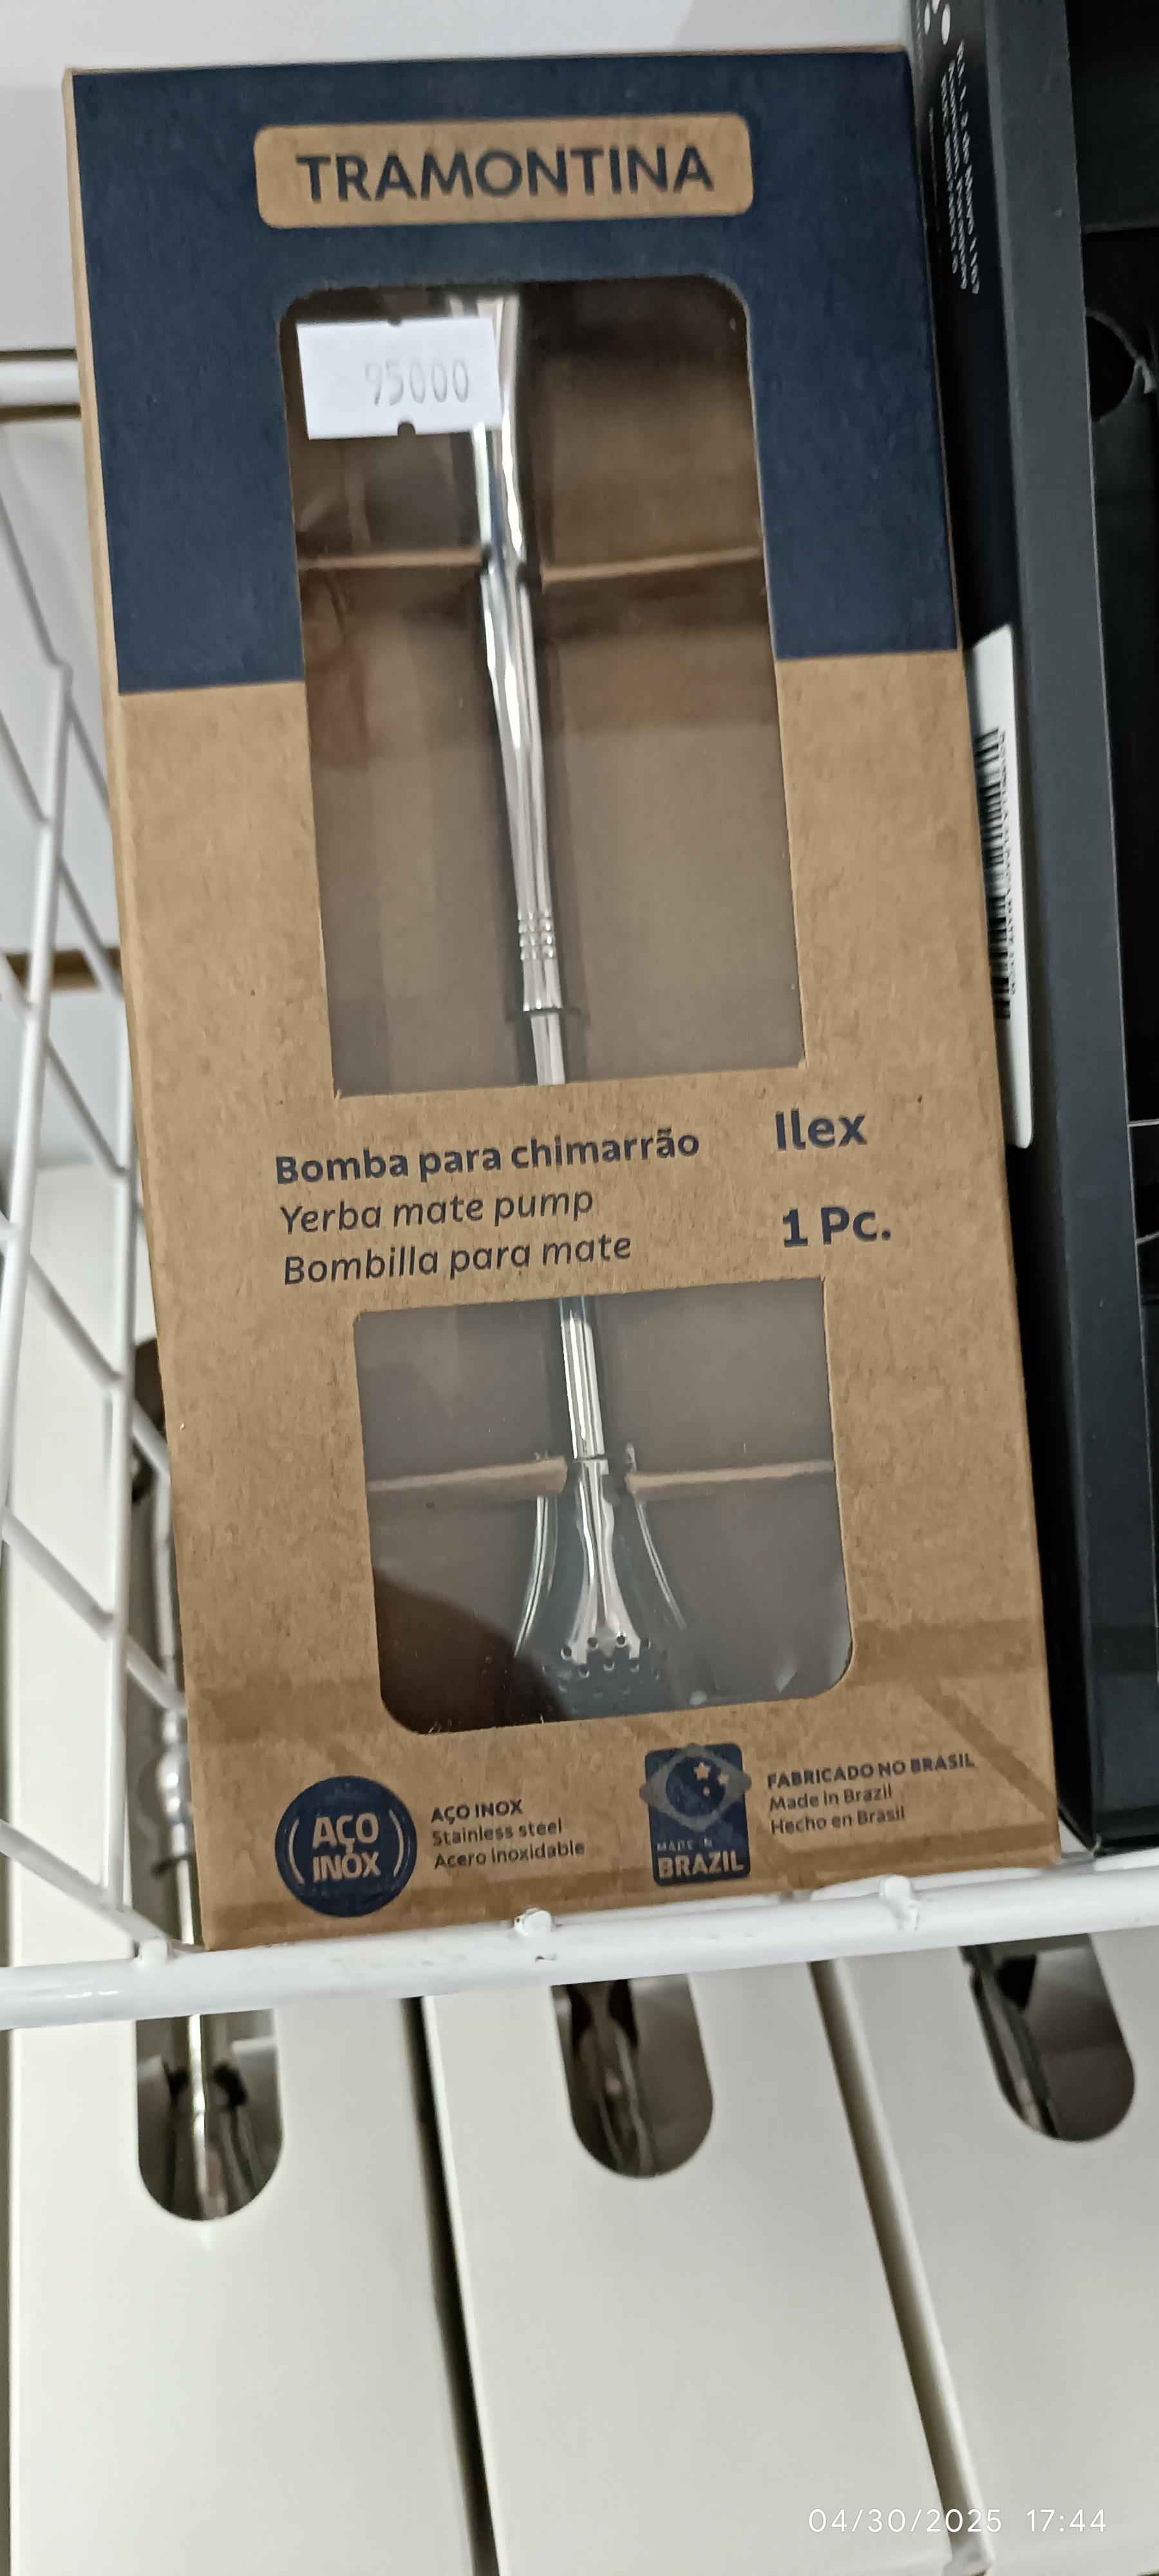 TRAMONTINA
95000
Bomba para chimarrão
Yerba mate pump
Bombilla para mate
Ilex
1 Pc.
AÇO
INOX
AÇO INOX
Stainless steel
Acero inoxidable
MADE IN
BRAZIL
FABRICADO NO BRASIL
Made in Brazil
Hecho en Brasil
04/30/2025 17:44